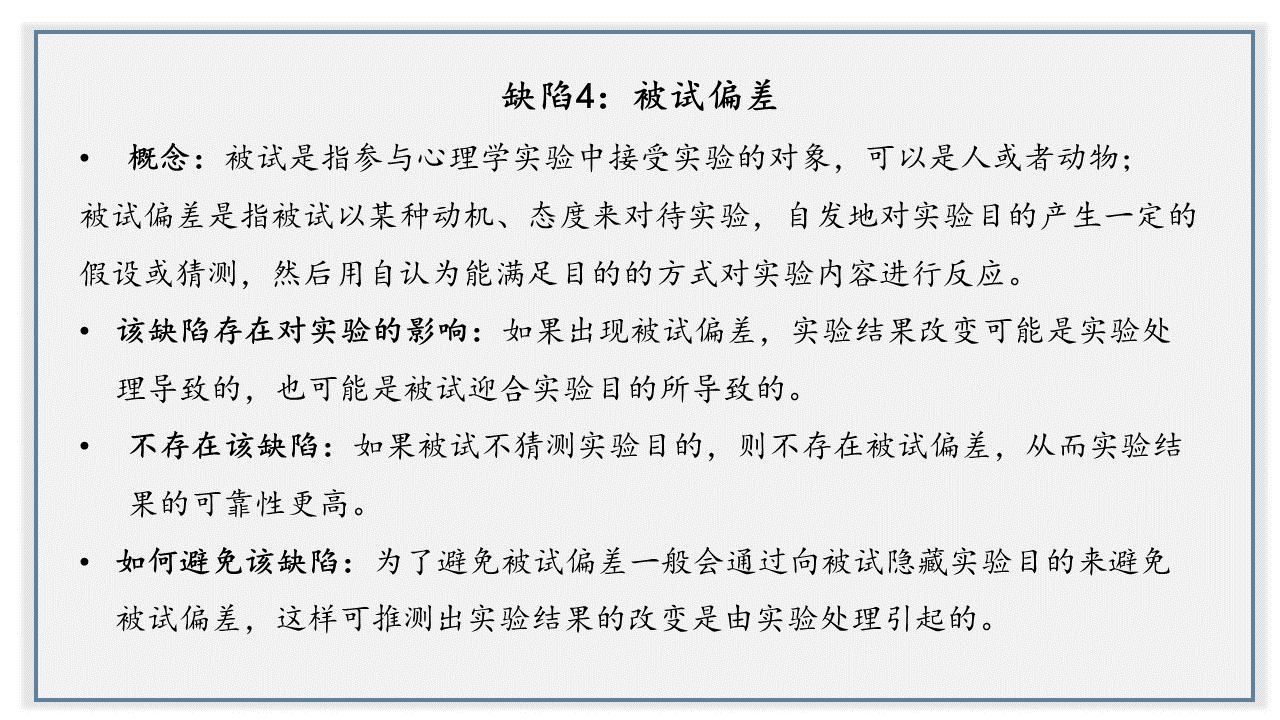 缺陷4：被试偏差
• 概念：被试是指参与心理学实验中接受实验的对象，可以是人或者动物；
被试偏差是指被试以某种动机、态度来对待实验，自发地对实验目的产生一定的
假设或猜测，然后用自认为能满足目的的方式对实验内容进行反应。
• 该缺陷存在对实验的影响：如果出现被试偏差，实验结果改变可能是实验处
理导致的，也可能是被试迎合实验目的所导致的。
• 不存在该缺陷：如果被试不猜测实验目的，则不存在被试偏差，从而实验结
果的可靠性更高。
• 如何避免该缺陷：为了避免被试偏差一般会通过向被试隐藏实验目的来避免
被试偏差，这样可推测出实验结果的改变是由实验处理引起的。